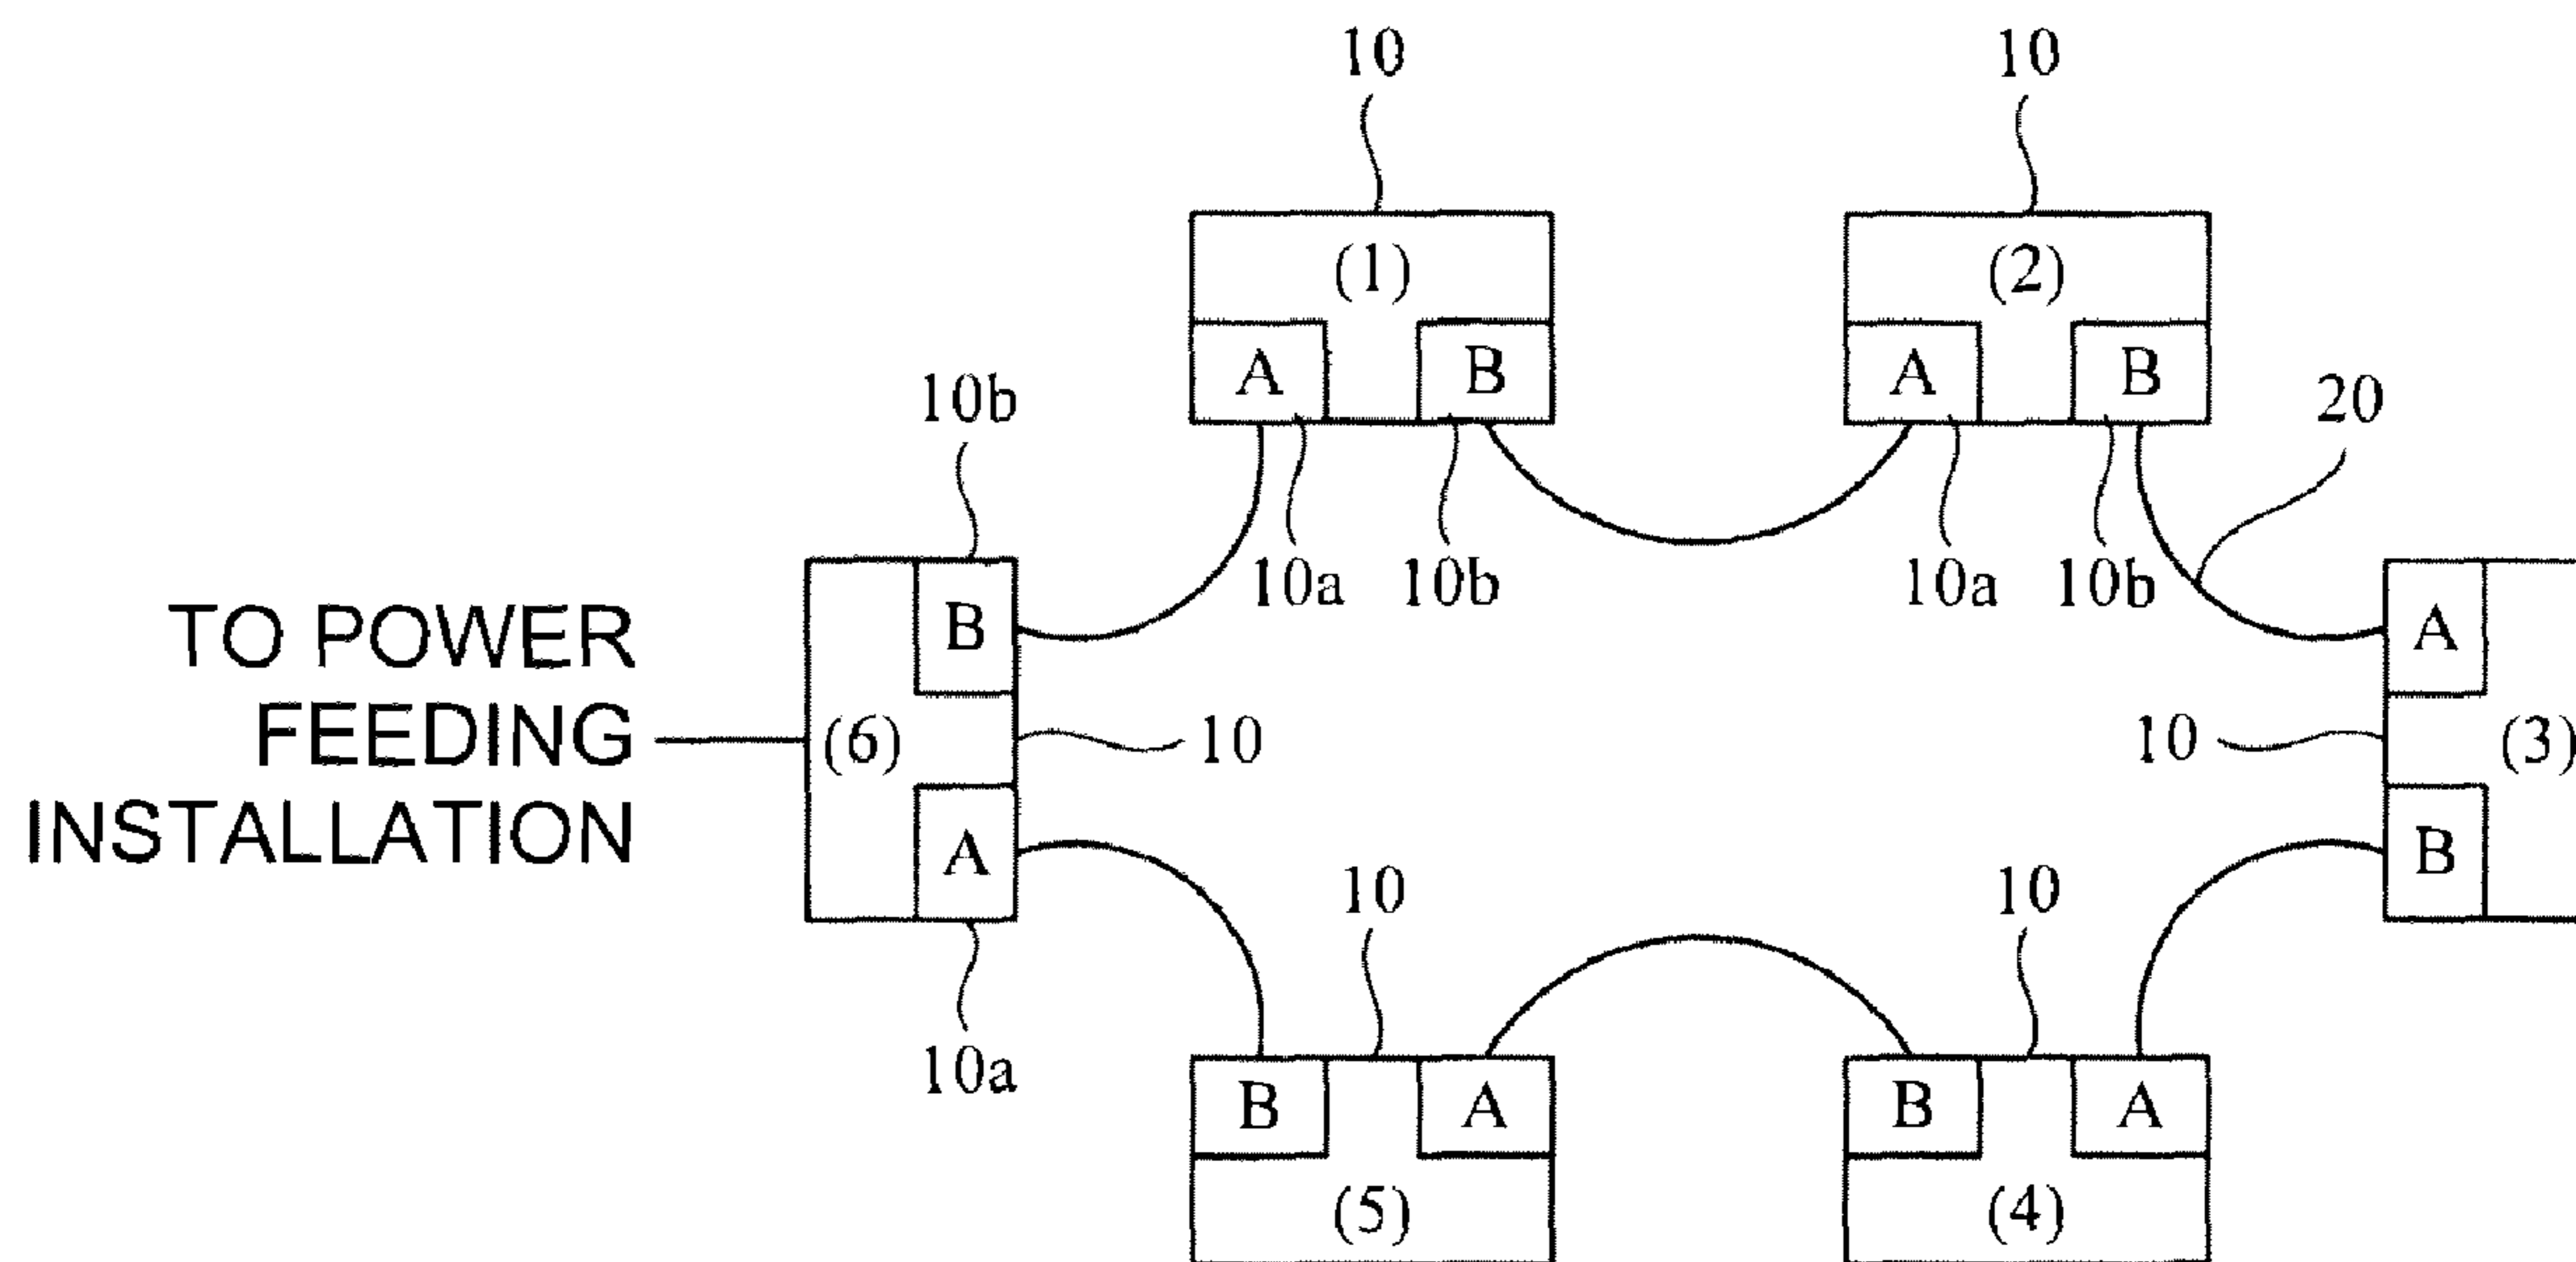 10 10
(1) (2)
A B A B
10b 20
10a 10b 10a 10b
B A
TO POWER
FEEDING
INSTALLATION
(6) 10 10 (3)
A B
10 10
10a
B A B A
(5) (4)